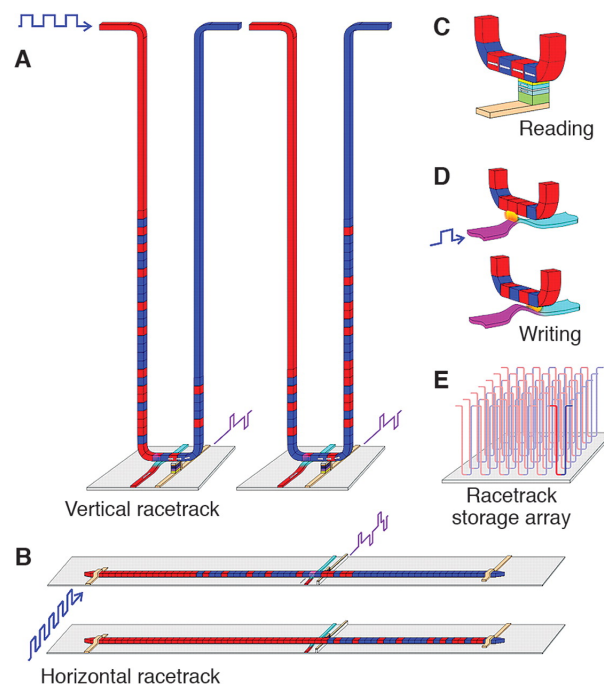 A
Vertical racetrack
B
Horizontal racetrack
C
Reading
D
Writing
E
Racetrack
storage array